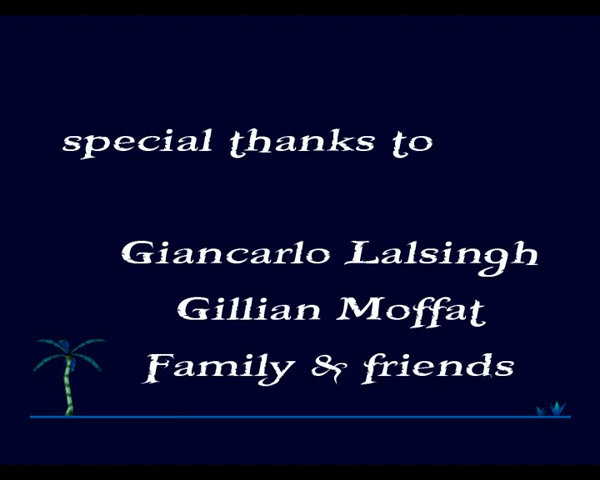 special thanks to
Giancarlo Lalsingh
Gillian Moffat
Family & friends